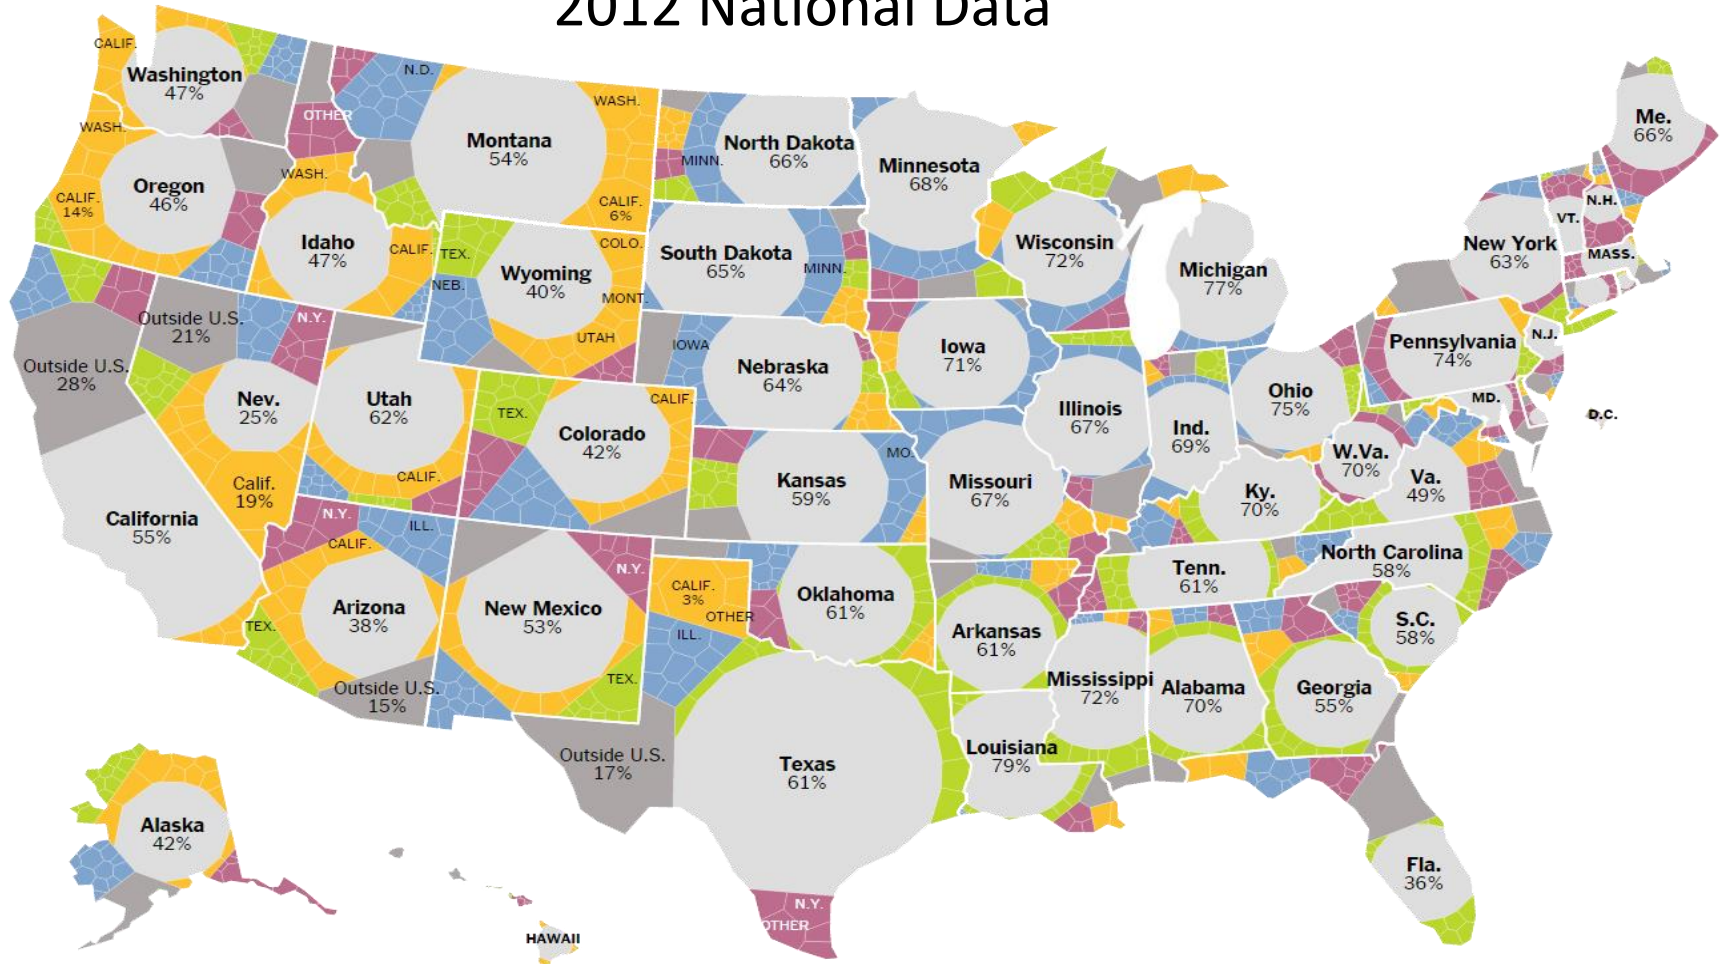 2012 National Data
CALIF.
Washington
47%
WASH.
Oregon
46%
CALIF.
14%
OTHER
WASH.
Idaho
47%
CALIF.
N.D.
WASH.
Montana
54%
CALIF.
6%
TEX.
COLO.
Wyoming
40%
NEB.
MONT.
UTAH
MINN.
North Dakota
66%
South Dakota
65%
MINN.
Minnesota
68%
Wisconsin
72%
Michigan
77%
Outside U.S.
28%
California
55%
Outside U.S.
21%
N.Y.
Nev.
25%
Calif.
19%
Utah
62%
CALIF.
TEX.
CALIF.
Colorado
42%
IOWA
Nebraska
64%
Kansas
59%
MO.
Iowa
71%
Missouri
67%
Illinois
67%
Ind.
69%
Ohio
75%
Ky.
70%
W.Va.
70%
Va.
49%
Pennsylvania
74%
New York
63%
VT.
N.H.
Me.
66%
MASS.
N.J.
MD.
D.C.
N.Y.
ILL.
CALIF.
Arizona
38%
TEX.
Outside U.S.
15%
N.Y.
New Mexico
53%
TEX.
CALIF.
3%
OTHER
ILL.
Oklahoma
61%
Texas
61%
Outside U.S.
17%
N.Y.
OTHER
Arkansas
61%
Louisiana
79%
Mississippi
72%
Alabama
70%
Tenn.
61%
North Carolina
58%
S.C.
58%
Georgia
55%
Fla.
36%
Alaska
42%
HAWAII